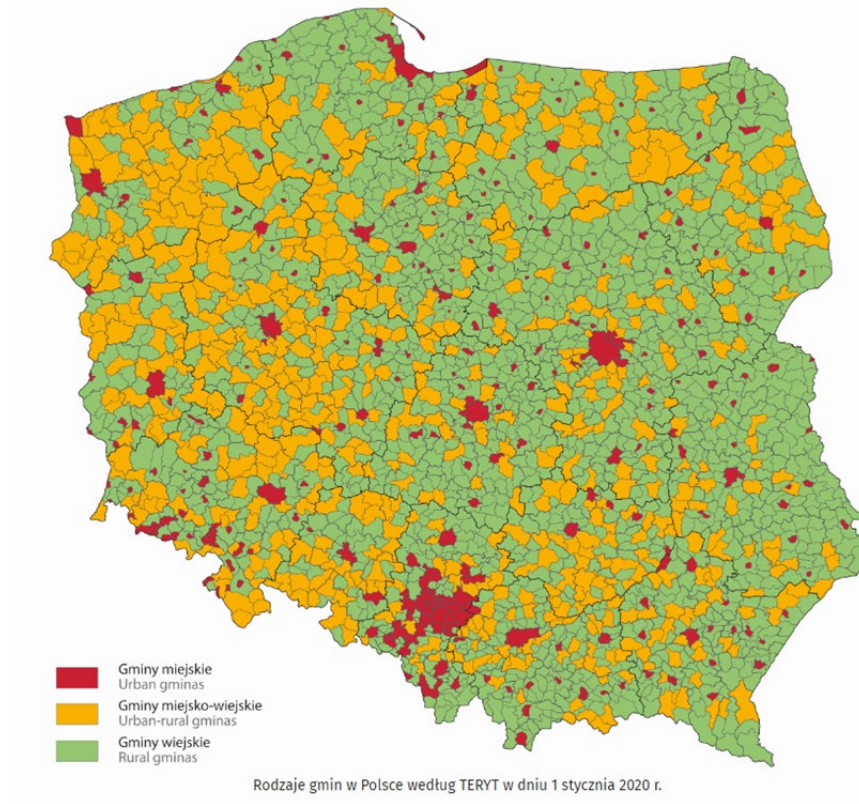 Gminy miejskie
Urban gminas
Gminy miejsko-wiejskie
Urban-rural gminas
Gminy wiejskie
Rural gminas
Rodzaje gmin w Polsce według TERYT w dniu 1 stycznia 2020 r.